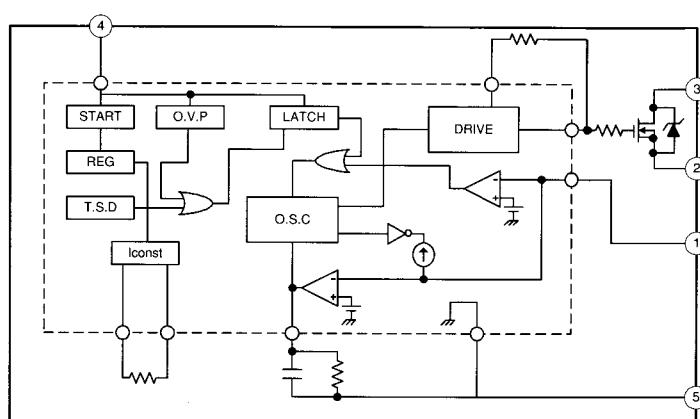 4
3
START
O.V.P
LATCH
DRIVE
REG
2
T.S.D
O.S.C
1
Iconst
5